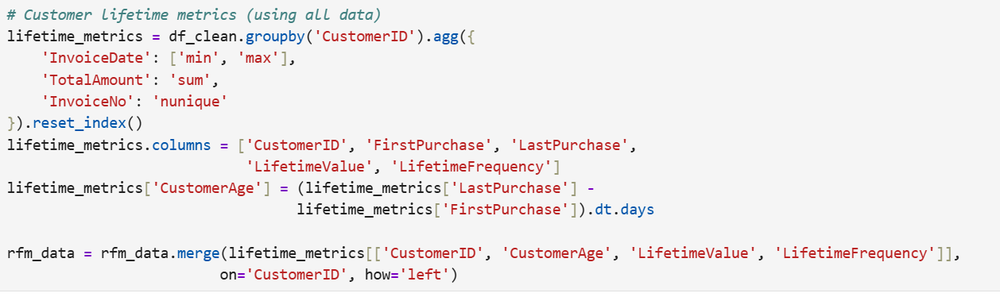 # Customer lifetime metrics (using all data)
lifetime_metrics = df_clean.groupby('CustomerID').agg({
    'InvoiceDate': ['min', 'max'],
    'TotalAmount': 'sum',
    'InvoiceNo': 'nunique'
}).reset_index()
lifetime_metrics.columns = ['CustomerID', 'FirstPurchase', 'LastPurchase',
                            'LifetimeValue', 'LifetimeFrequency']
lifetime_metrics['CustomerAge'] = (lifetime_metrics['LastPurchase'] -
                                  lifetime_metrics['FirstPurchase']).dt.days

rfm_data = rfm_data.merge(lifetime_metrics[['CustomerID', 'CustomerAge', 'LifetimeValue', 'LifetimeFrequency']],
                         on='CustomerID', how='left')